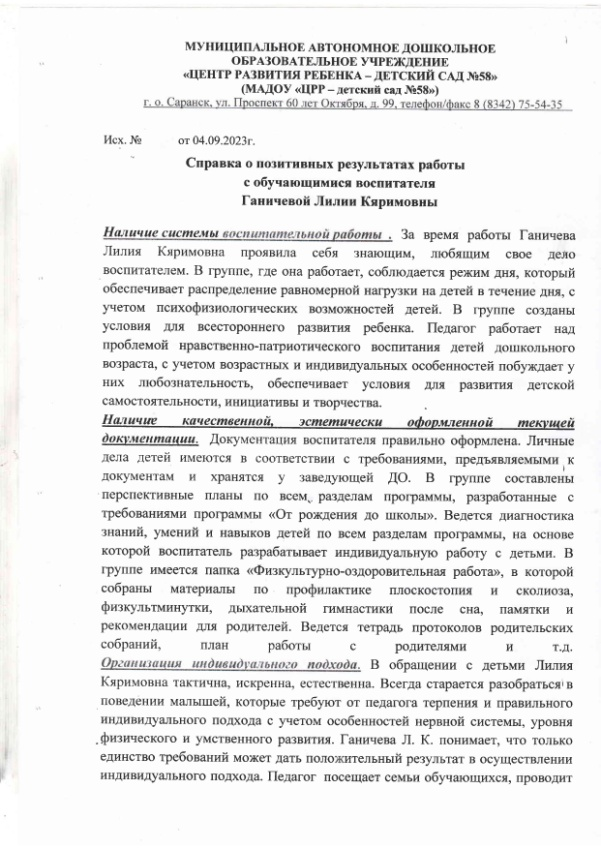 МУНИЦИПАЛЬНОЕ АВТОНОМНОЕ ДОШКОЛЬНОЕ
ОБРАЗОВАТЕЛЬНОЕ УЧРЕЖДЕНИЕ
«ЦЕНТР РАЗВИТИЯ РЕБЕНКА – ДЕТСКИЙ САД №58»
(МАДОУ «ЦРР – детский сад №58»)
г. о. Саранск, ул. Проспект 60 лет Октября, д. 99, телефон/факс 8 (8342) 75-54-35
Исх. № от 04.09.2023г.
Справка о позитивных результатах работы
с обучающимися воспитателя
Ганичевой Лилии Кяримовны
Наличие системы воспитательной работы . За время работы Ганичева
Лилия Кяримовна проявила себя знающим, любящим свое дело
воспитателем. В группе, где она работает, соблюдается режим дня, который
обеспечивает распределение равномерной нагрузки на детей в течение дня, с
учетом психофизиологических возможностей детей. В группе созданы
условия для всестороннего развития ребенка. Педагог работает над
проблемой нравственно-патриотического воспитания детей дошкольного
возраста, с учетом возрастных и индивидуальных особенностей побуждает у
них любознательность, обеспечивает условия для развития детской
самостоятельности, инициативы и творчества.
Наличие качественной, эстетически оформленной текущей
документации. Документация воспитателя правильно оформлена. Личные
дела детей имеются в соответствии с требованиями, предъявляемыми к
документам и хранятся у заведующей ДО. В группе составлены
перспективные планы по всем разделам программы, разработанные с
требованиями программы «От рождения до школы». Ведется диагностика
знаний, умений и навыков детей по всем разделам программы, на основе
которой воспитатель разрабатывает индивидуальную работу с детьми. В
группе имеется папка «Физкультурно-оздоровительная работа», в которой
собраны материалы по профилактике плоскостопия и сколиоза,
физкультминутки, дыхательной гимнастики после сна, памятки и
рекомендации для родителей. Ведется тетрадь протоколов родительских
собраний, план работы с родителями и т.д.
Организация индивидуального подхода. В обращении с детьми Лилия
Кяримовна тактична, искренна, естественна. Всегда старается разобраться в
поведении малышей, которые требуют от педагога терпения и правильного
индивидуального подхода с учетом особенностей нервной системы, уровня
физического и умственного развития. Ганичева Л. К. понимает, что только
единство требований может дать положительный результат в осуществлении
индивидуального подхода. Педагог посещает семьи обучающихся, проводит